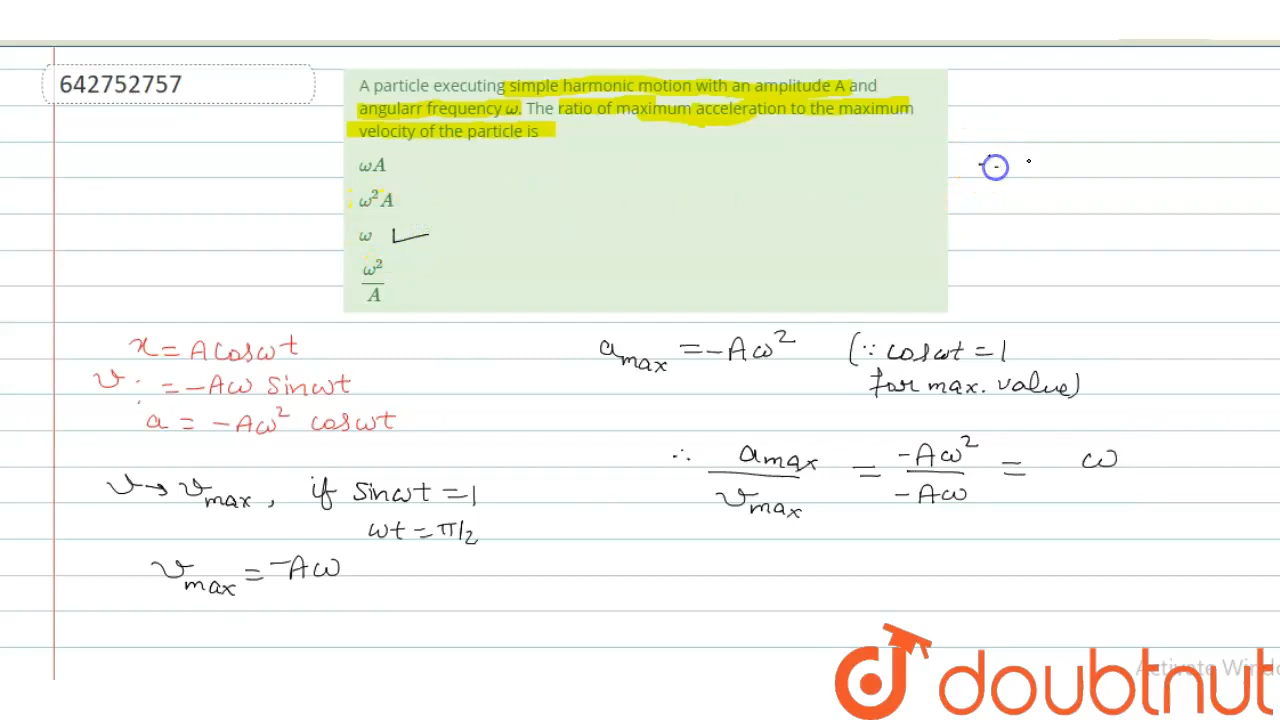 642752757
A particle executing simple harmonic motion with an amplitude A and
angularr frequency ω. The ratio of maximum acceleration to the maximum
velocity of the particle is
ωA
ω²A
ω
ω²/A
x = A cosωt
v = -Aω sinωt
a = -Aω² cosωt
v → v_max, if sinωt = 1
ωt = π/2
v_max = -Aω
a_max = -Aω² (∵ cosωt = 1
for max. value)
∴ a_max/v_max = -Aω²/-Aω = ω
Activate Windo
doubtnut